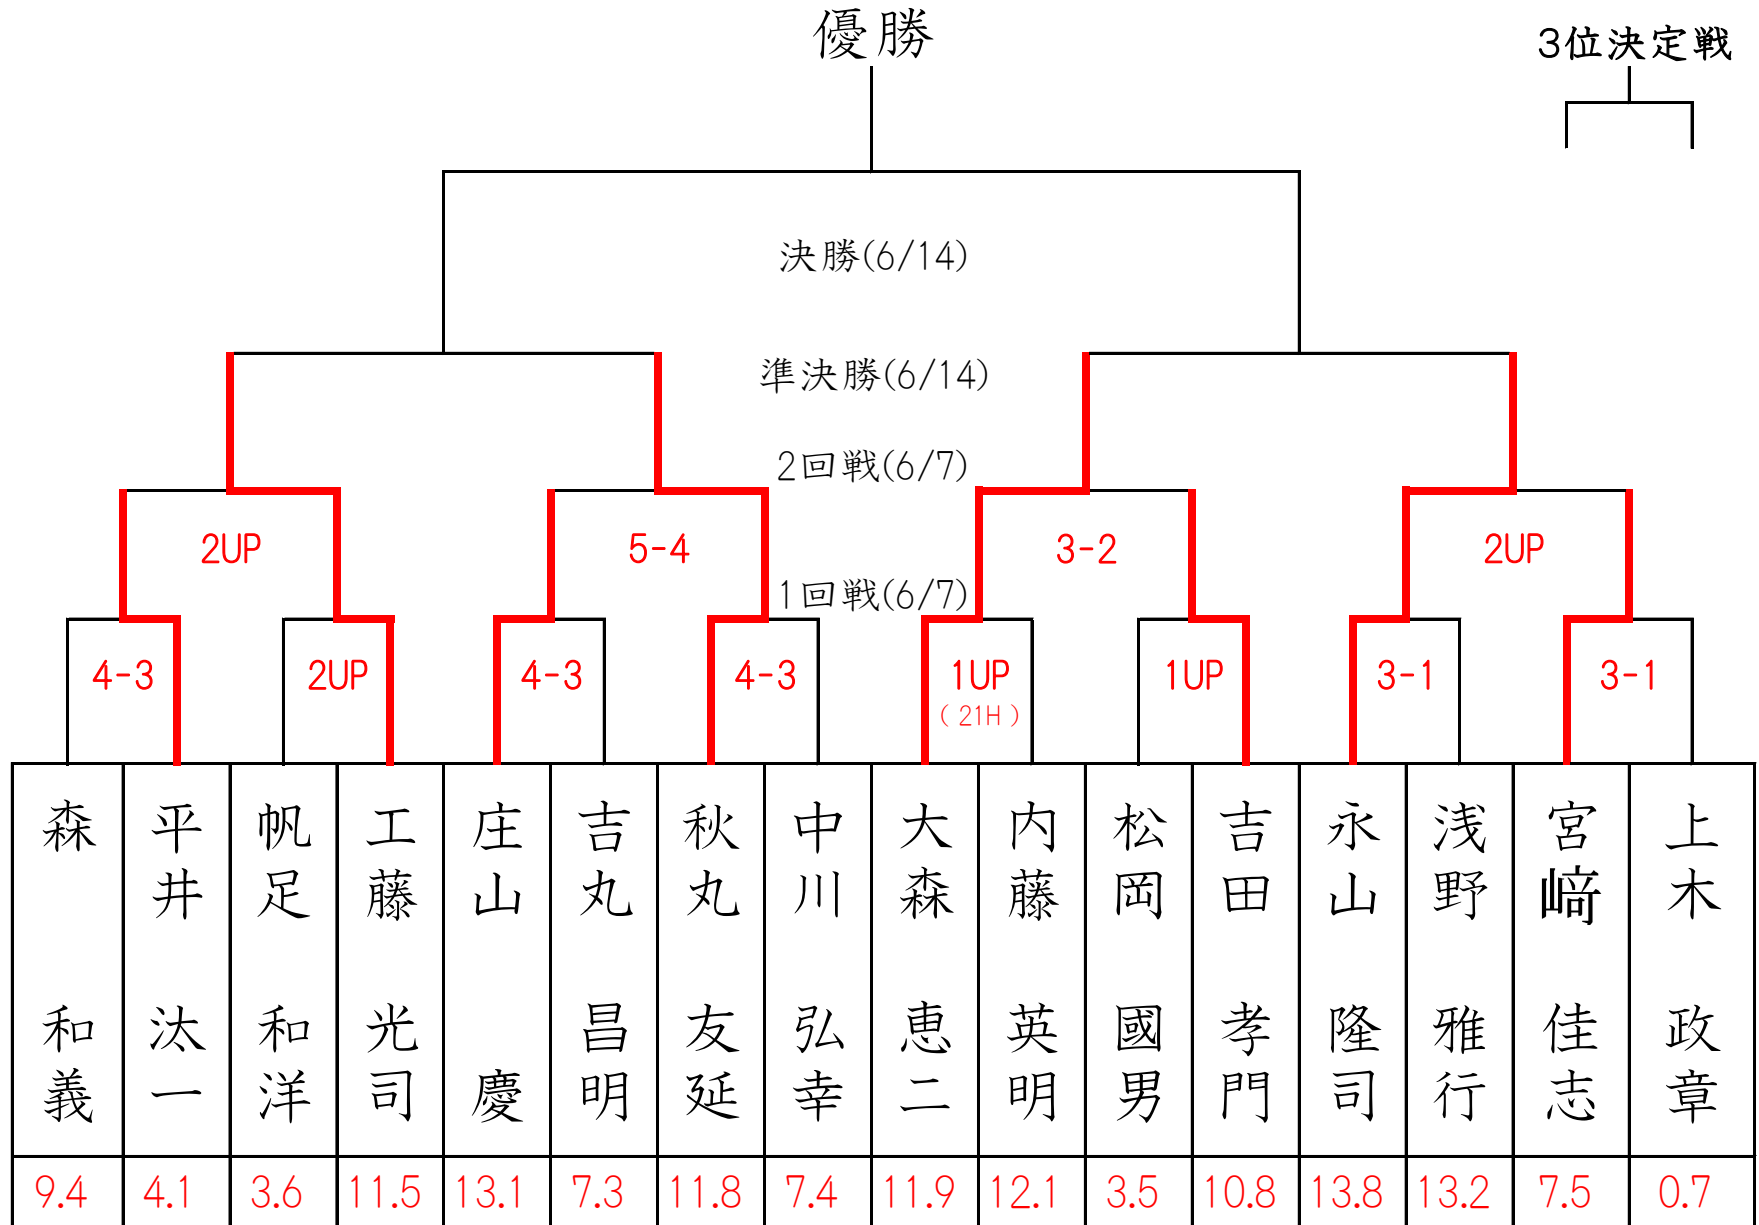 優勝
3位決定戦
決勝(6/14)
準決勝(6/14)
2回戦(6/7)
2UP
5-4
3-2
2UP
1回戦(6/7)
4-3
2UP
4-3
4-3
1UP
(21H)
1UP
3-1
3-1
森 和義
平井 汰一
帆足 和洋
工藤 光司
庄山 慶
吉丸 昌明
秋丸 友延
中川 弘幸
大森 恵二
内藤 英明
松岡 國男
吉田 孝門
永山 隆司
浅野 雅行
宮﨑 佳志
上木 政章
9.4 4.1 3.6 11.5 13.1 7.3 11.8 7.4 11.9 12.1 3.5 10.8 13.8 13.2 7.5 0.7